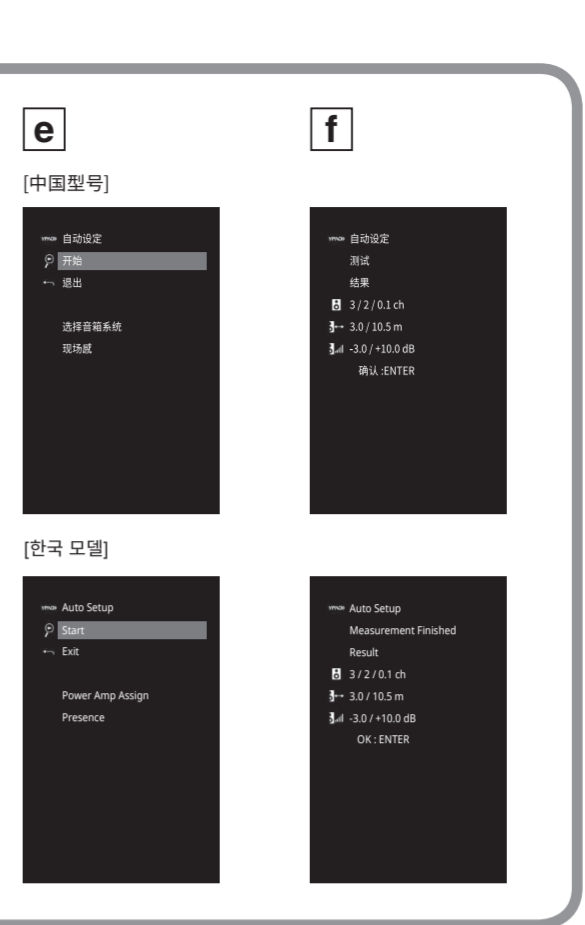 e
[中国型号]
自动设定
开始
退出
选择音箱系统
现场感
f
自动设定
测试
结果
3 / 2 / 0.1 ch
3.0 / 10.5 m
-3.0 / +10.0 dB
确认 :ENTER
[한국 모델]
YPAO Auto Setup
Start
Exit
Power Amp Assign
Presence
YPAO Auto Setup
Measurement Finished
Result
3 / 2 / 0.1 ch
3.0 / 10.5 m
-3.0 / +10.0 dB
OK : ENTER